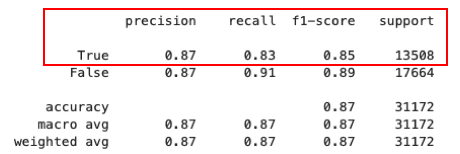 precision recall f1-score support
True 0.87 0.83 0.85 13508
False 0.87 0.91 0.89 17664
accuracy 0.87 31172
macro avg 0.87 0.87 0.87 31172
weighted avg 0.87 0.87 0.87 31172